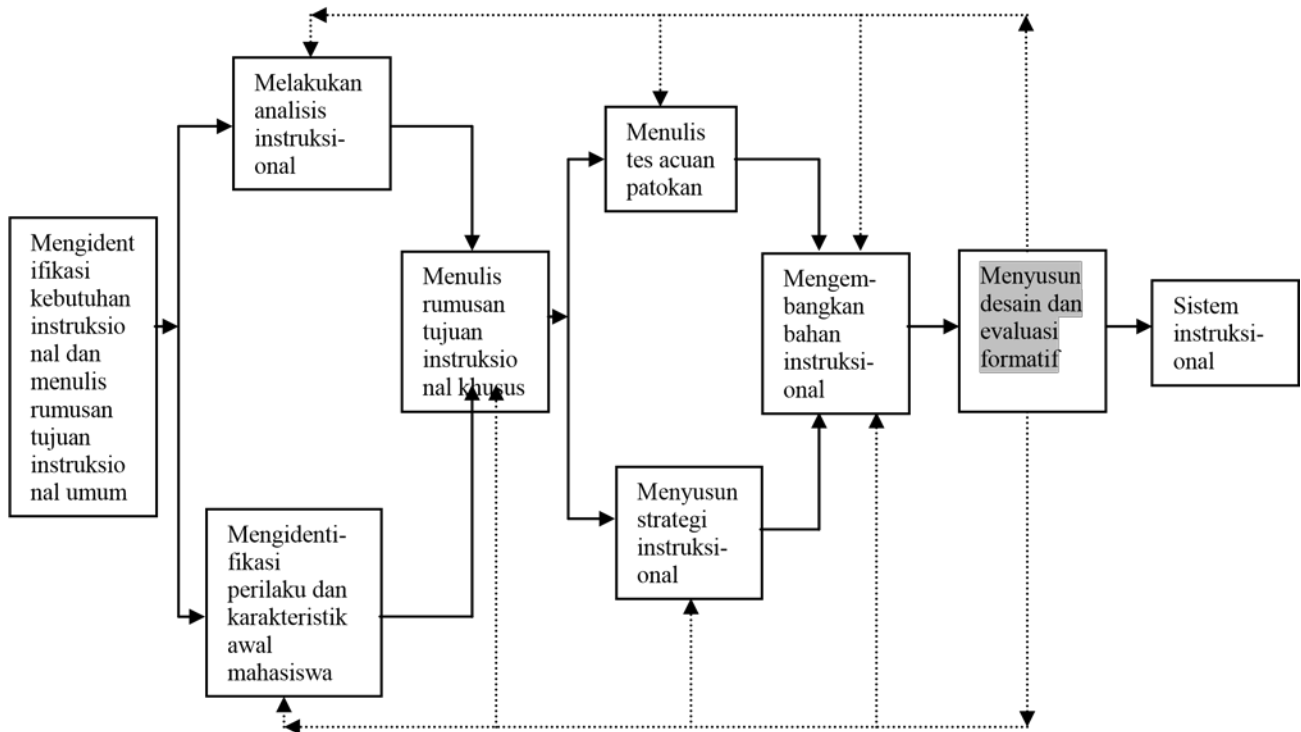 Mengident
ifikasi
kebutuhan
instruksio
nal dan
menulis
rumusan
tujuan
instruksio
nal umum
Melakukan
analisis
instruksi-
onal
Mengidenti-
fikasi
perilaku dan
karakteristik
awal
mahasiswa
Menulis
rumusan
tujuan
instruksio
nal khusus
Menulis
tes acuan
patokan
Menyusun
strategi
instruksi-
onal
Mengem-
bangkan
bahan
instruksi-
onal
Menyusun
desain dan
evaluasi
formatif
Sistem
instruksi-
onal